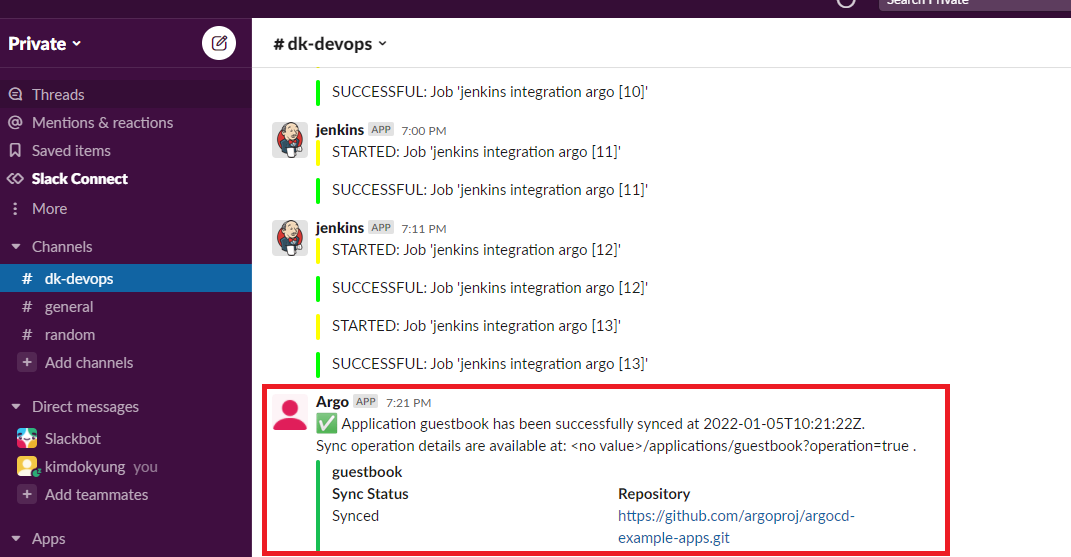 Search Private
Private
# dk-devops
Threads
Mentions & reactions
Saved items
Slack Connect
More
Channels
# dk-devops
# general
# random
+ Add channels
Direct messages
Slackbot
kimdokyung you
+ Add teammates
Apps
SUCCESSFUL: Job 'jenkins integration argo [10]'
jenkins APP 7:00 PM
STARTED: Job 'jenkins integration argo [11]'
SUCCESSFUL: Job 'jenkins integration argo [11]'
jenkins APP 7:11 PM
STARTED: Job 'jenkins integration argo [12]'
SUCCESSFUL: Job 'jenkins integration argo [12]'
STARTED: Job 'jenkins integration argo [13]'
SUCCESSFUL: Job 'jenkins integration argo [13]'
Argo APP 7:21 PM
✅ Application guestbook has been successfully synced at 2022-01-05T10:21:22Z.
Sync operation details are available at: <no value>/applications/guestbook?operation=true .
guestbook
Sync Status
Synced
Repository
https://github.com/argoproj/argocd-
example-apps.git